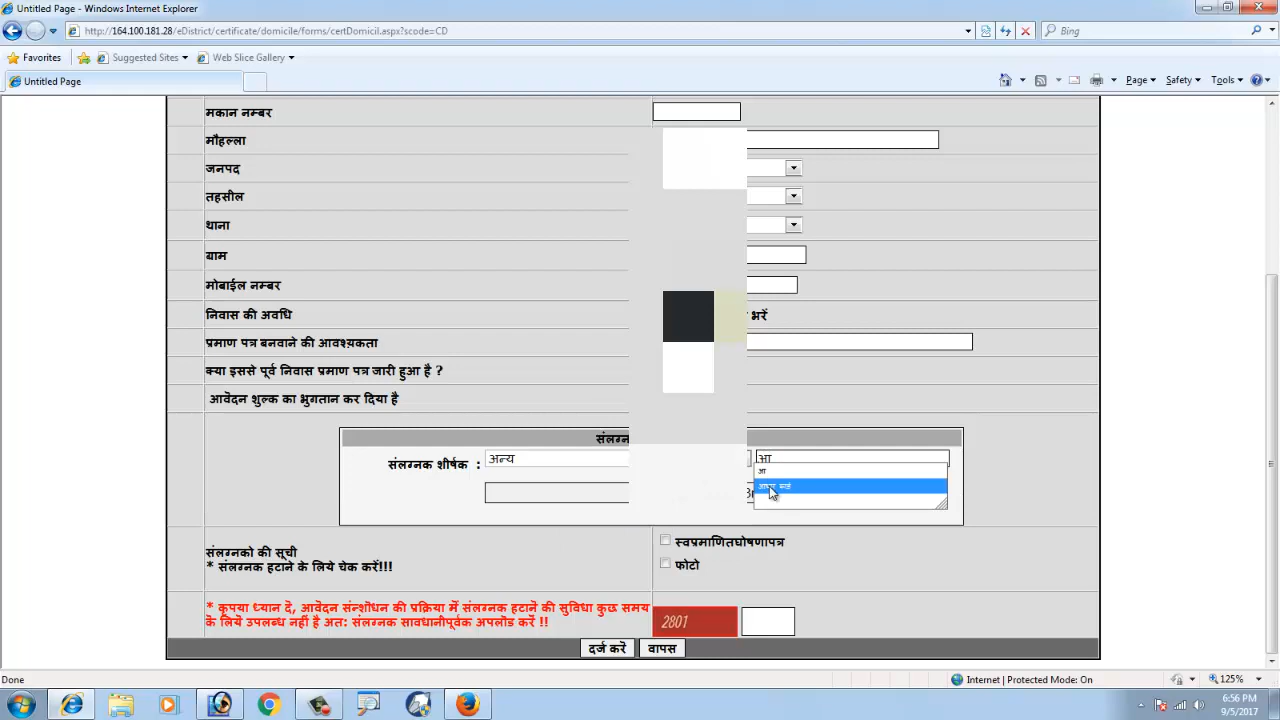 Untitled Page - Windows Internet Explorer
http://164.100.181.28/eDistrict/certificate/domicile/forms/certDomicil.aspx?scode=CD
Bing
Favorites
Suggested Sites
Web Slice Gallery
Untitled Page
Page
Safety
Tools
मकान नम्बर
मौहल्ला
जनपद
तहसील
थाना
ग्राम
मोबाईल नम्बर
निवास की अवधि
भरें
प्रमाण पत्र बनवाने की आवश्य़कता
क्या इससे पूर्व निवास प्रमाण पत्र जारी हुआ है ?
आवेदन शुल्क का भुगतान कर दिया है
संलग्न
संलग्नक शीर्षक :
अन्य
आ
आ
संलग्नको की सूची
* संलग्नक हटाने के लिये चेक करें!!!
स्वप्रमाणितघोषणापत्र
फोटो
* कृपया ध्यान दें, आवेदन संन्शोधन की प्रक्रिया में संलग्नक हटाने की सुविधा कुछ समय
के लिये उपलब्ध नहीं है अत: संलग्नक सावधानीपूर्वक अपलोड करें !!
2801
दर्ज करें
वापस
Done
Internet | Protected Mode: On
125%
6:56 PM
9/5/2017